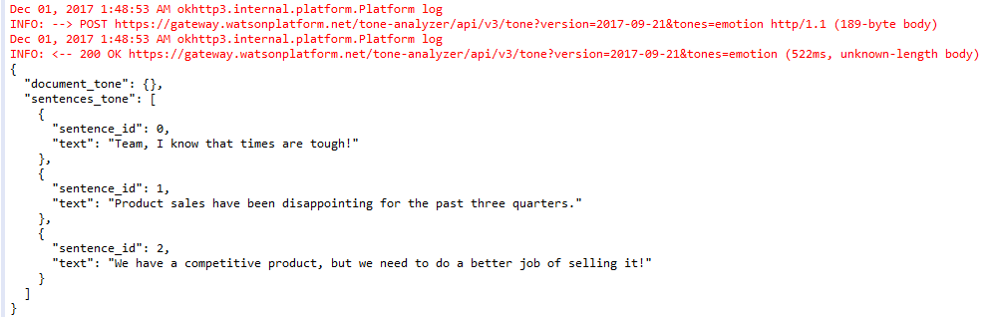 Dec 01, 2017 1:48:53 AM okhttp3.internal.platform.Platform log
INFO: --> POST https://gateway.watsonplatform.net/tone-analyzer/api/v3/tone?version=2017-09-21&tones=emotion http/1.1 (189-byte body)
Dec 01, 2017 1:48:53 AM okhttp3.internal.platform.Platform log
INFO: <-- 200 OK https://gateway.watsonplatform.net/tone-analyzer/api/v3/tone?version=2017-09-21&tones=emotion (522ms, unknown-length body)
{
  "document_tone": {},
  "sentences_tone": [
    {
      "sentence_id": 0,
      "text": "Team, I know that times are tough!"
    },
    {
      "sentence_id": 1,
      "text": "Product sales have been disappointing for the past three quarters."
    },
    {
      "sentence_id": 2,
      "text": "We have a competitive product, but we need to do a better job of selling it!"
    }
  ]
}